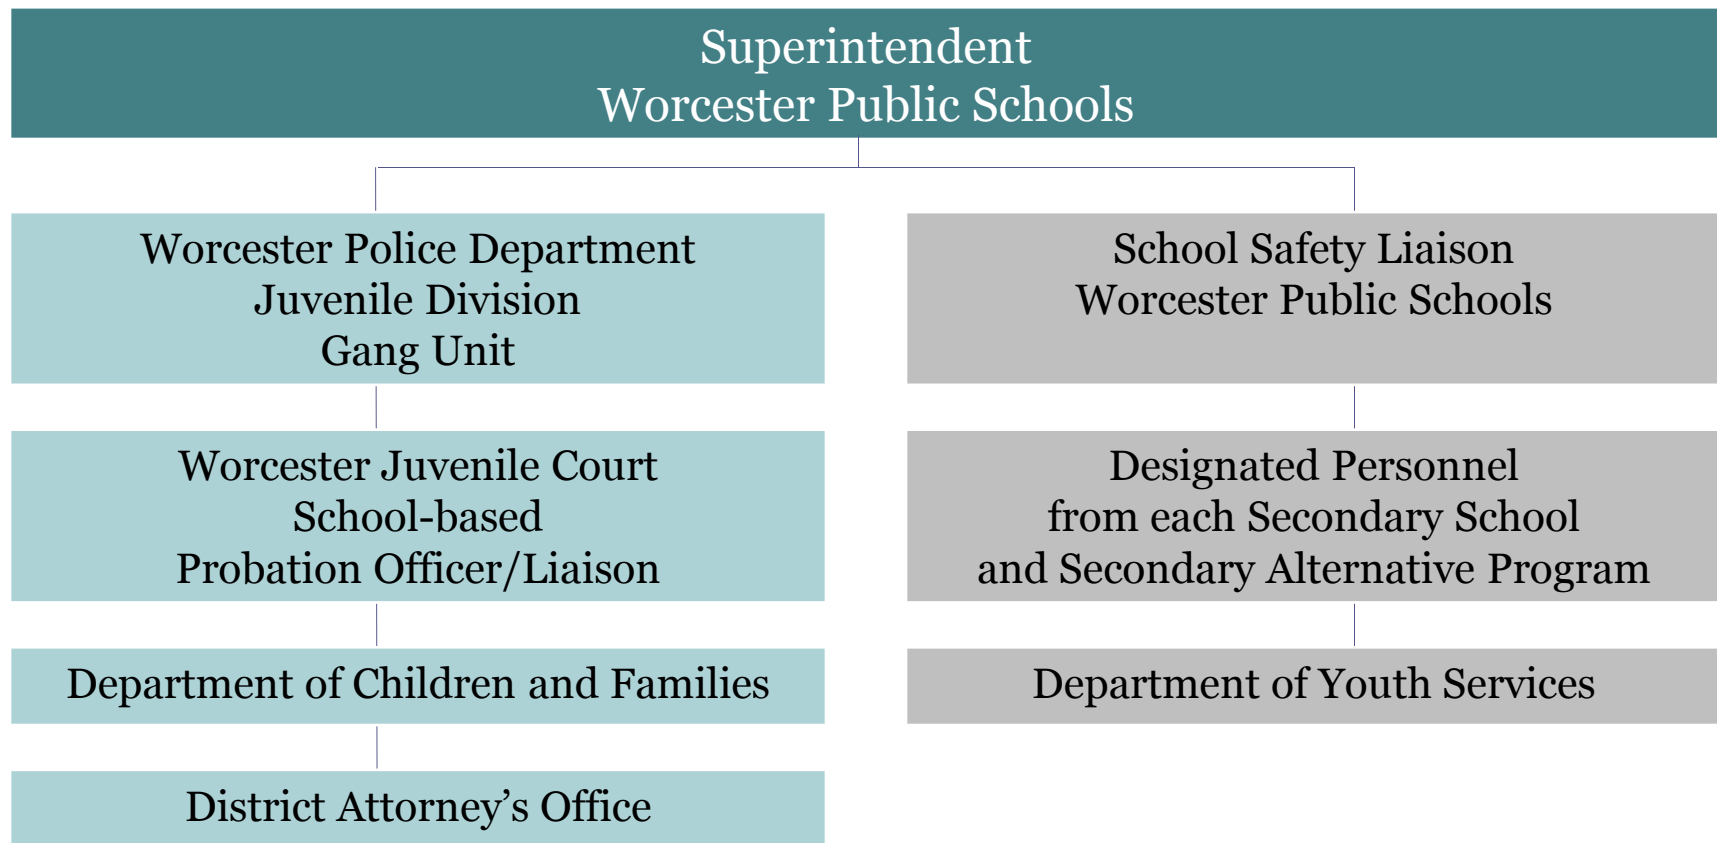 Superintendent
Worcester Public Schools
Worcester Police Department
Juvenile Division
Gang Unit
School Safety Liaison
Worcester Public Schools
Worcester Juvenile Court
School-based
Probation Officer/Liaison
Designated Personnel
from each Secondary School
and Secondary Alternative Program
Department of Children and Families
Department of Youth Services
District Attorney’s Office